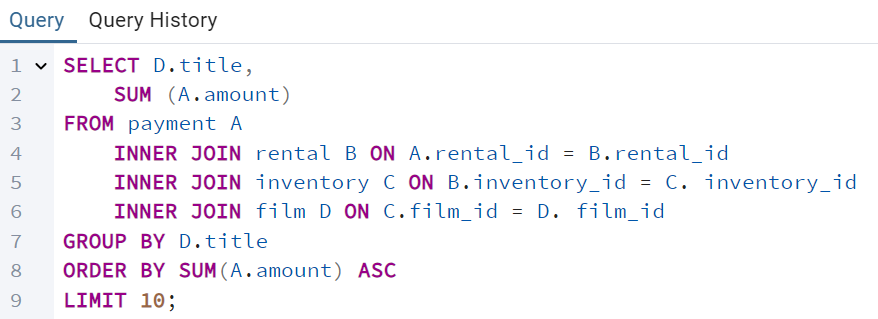 Query Query History
1 SELECT D.title,
2 SUM (A.amount)
3 FROM payment A
4 INNER JOIN rental B ON A.rental_id = B.rental_id
5 INNER JOIN inventory C ON B.inventory_id = C. inventory_id
6 INNER JOIN film D ON C.film_id = D. film_id
7 GROUP BY D.title
8 ORDER BY SUM(A.amount) ASC
9 LIMIT 10;